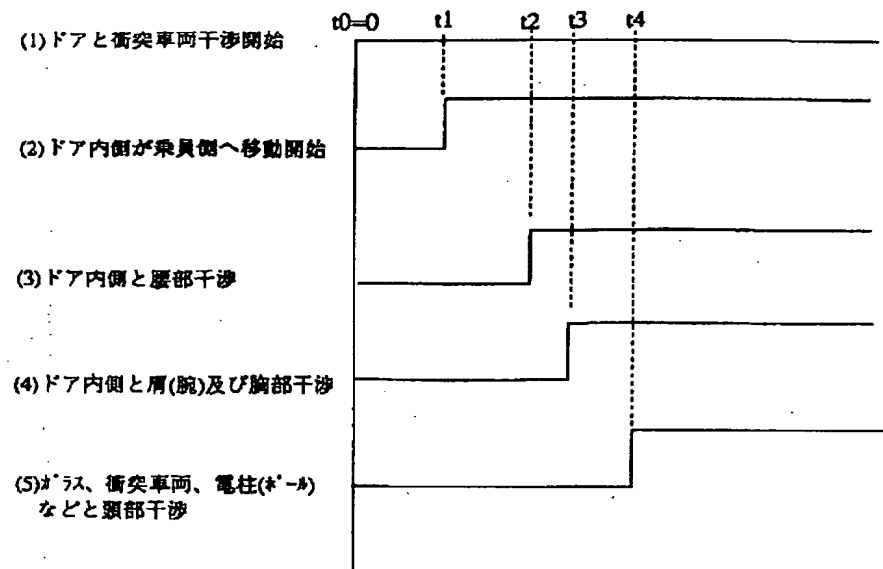 t0=0 t1 t2 t3 t4
(1)ドアと衝突車両干渉開始
(2)ドア内側が乗員側へ移動開始
(3)ドア内側と腰部干渉
(4)ドア内側と肩(腕)及び胸部干渉
(5)ガラス、衝突車両、電柱(ポール)
などと頭部干渉